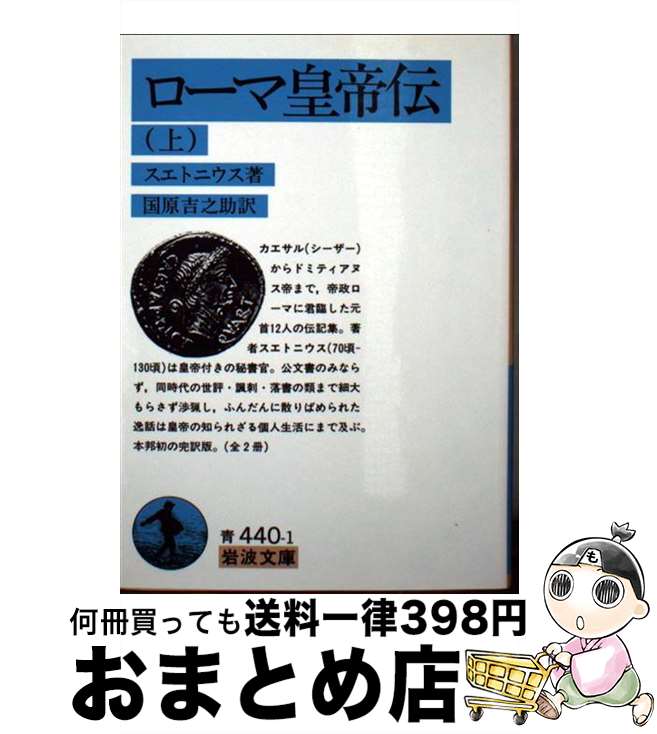 ローマ皇帝伝
(上)
スエトニウス著
国原吉之助訳
カエサル(シーザー)
からドミティアヌ
ス帝まで，帝政ロ
ーマに君臨した元
首12人の伝記集。著
者スエトニウス(70頃-
130頃)は皇帝付きの秘書官。公文書のみなら
ず，同時代の世評・諷刺・落書の類まで細大
もらさず渉猟し，ふんだんに散りばめられた
逸話は皇帝の知られざる個人生活にまで及ぶ。
本邦初の完訳版。(全2冊)
青 440-1
岩波文庫
も
何冊買っても送料一律398円
おまとめ店